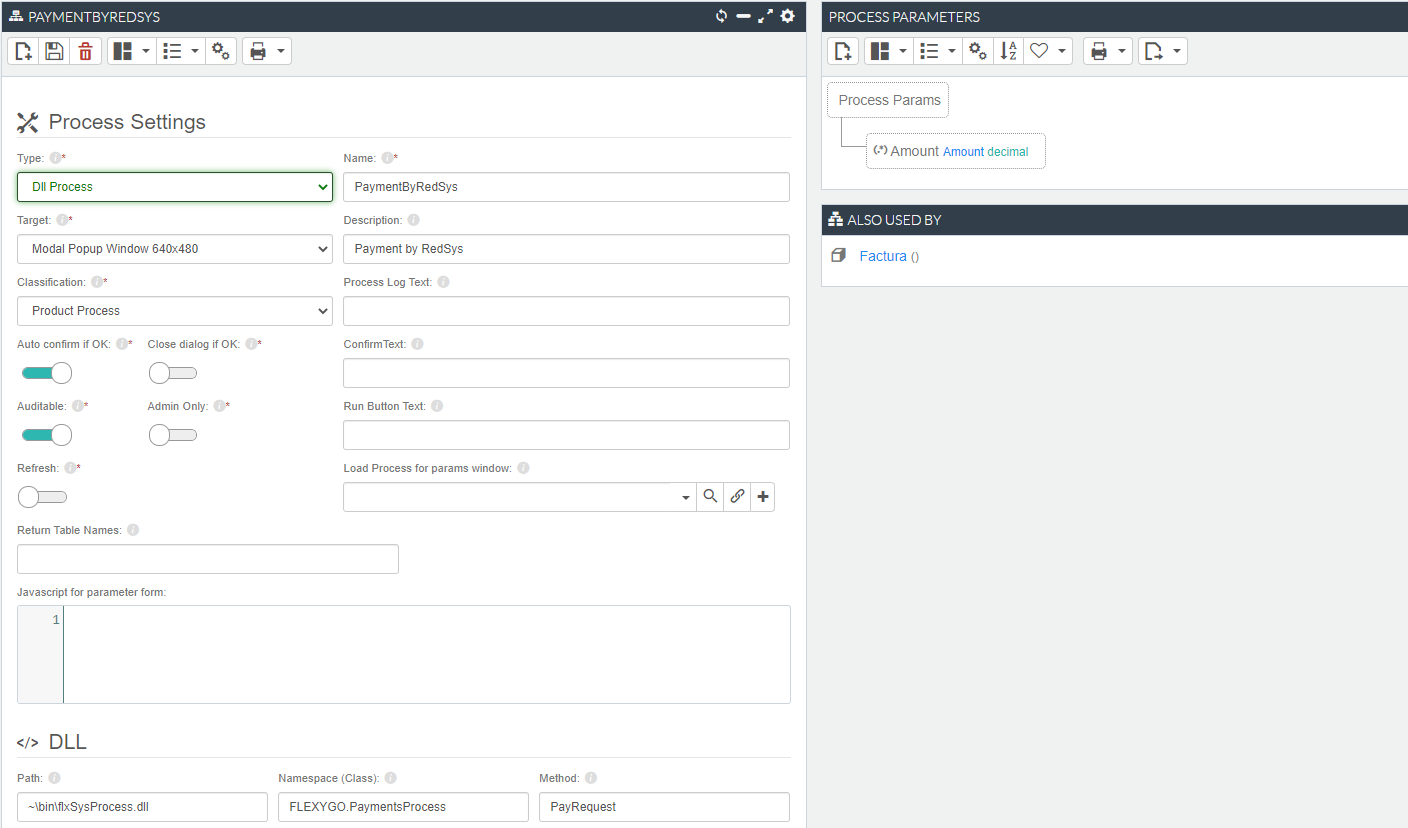 PAYMENTBYREDSYS
Process Settings
Type: *
Name: *
Dll Process
PaymentByRedSys
Target: *
Description:
Modal Popup Window 640x480
Payment by RedSys
Classification: *
Process Log Text:
Product Process
Auto confirm if OK: *
Close dialog if OK: *
ConfirmText:
Auditable: *
Admin Only: *
Run Button Text:
Refresh: *
Load Process for params window:
Return Table Names:
Javascript for parameter form:
1
</> DLL
Path:
Namespace (Class):
Method:
~\bin\flxSysProcess.dll
FLEXYGO.PaymentsProcess
PayRequest
PROCESS PARAMETERS
Process Params
(.*) Amount Amount decimal
ALSO USED BY
Factura ()